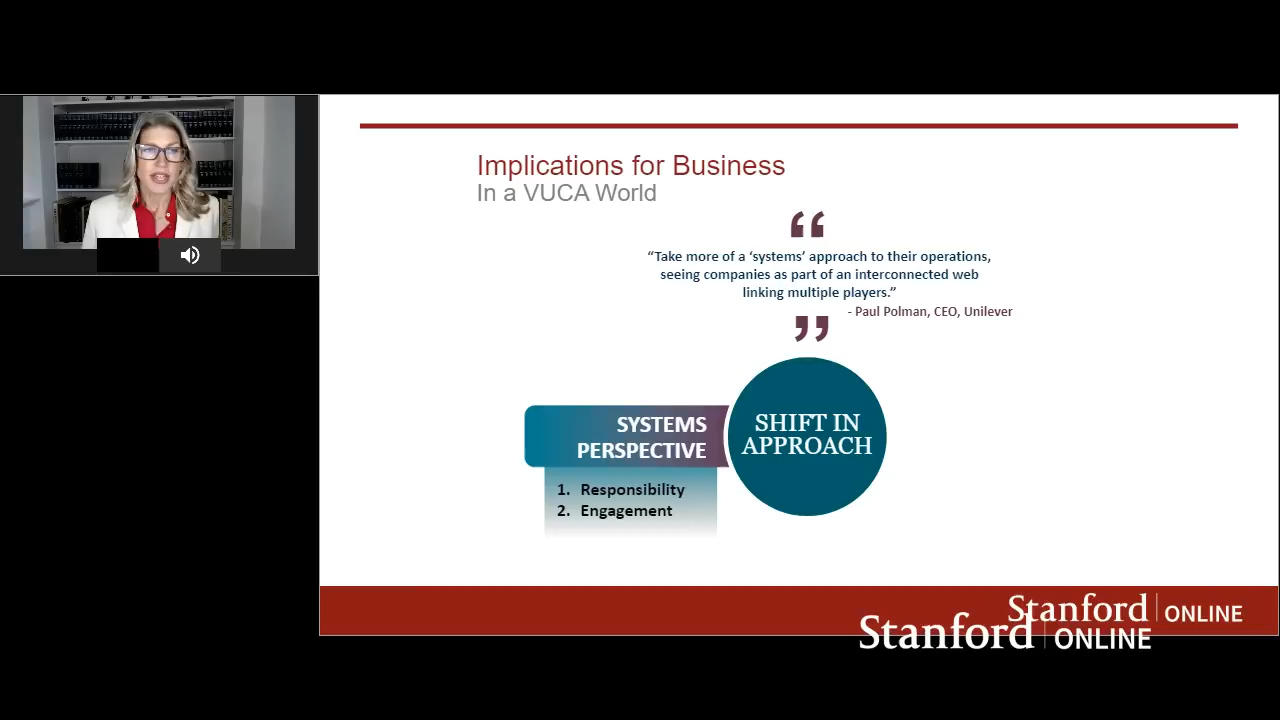 Implications for Business
In a VUCA World
“
“Take more of a ‘systems’ approach to their operations,
seeing companies as part of an interconnected web
linking multiple players.”
- Paul Polman, CEO, Unilever
”
SYSTEMS
PERSPECTIVE
1. Responsibility
2. Engagement
SHIFT IN
APPROACH
Stanford | ONLINE
Stanford | ONLINE